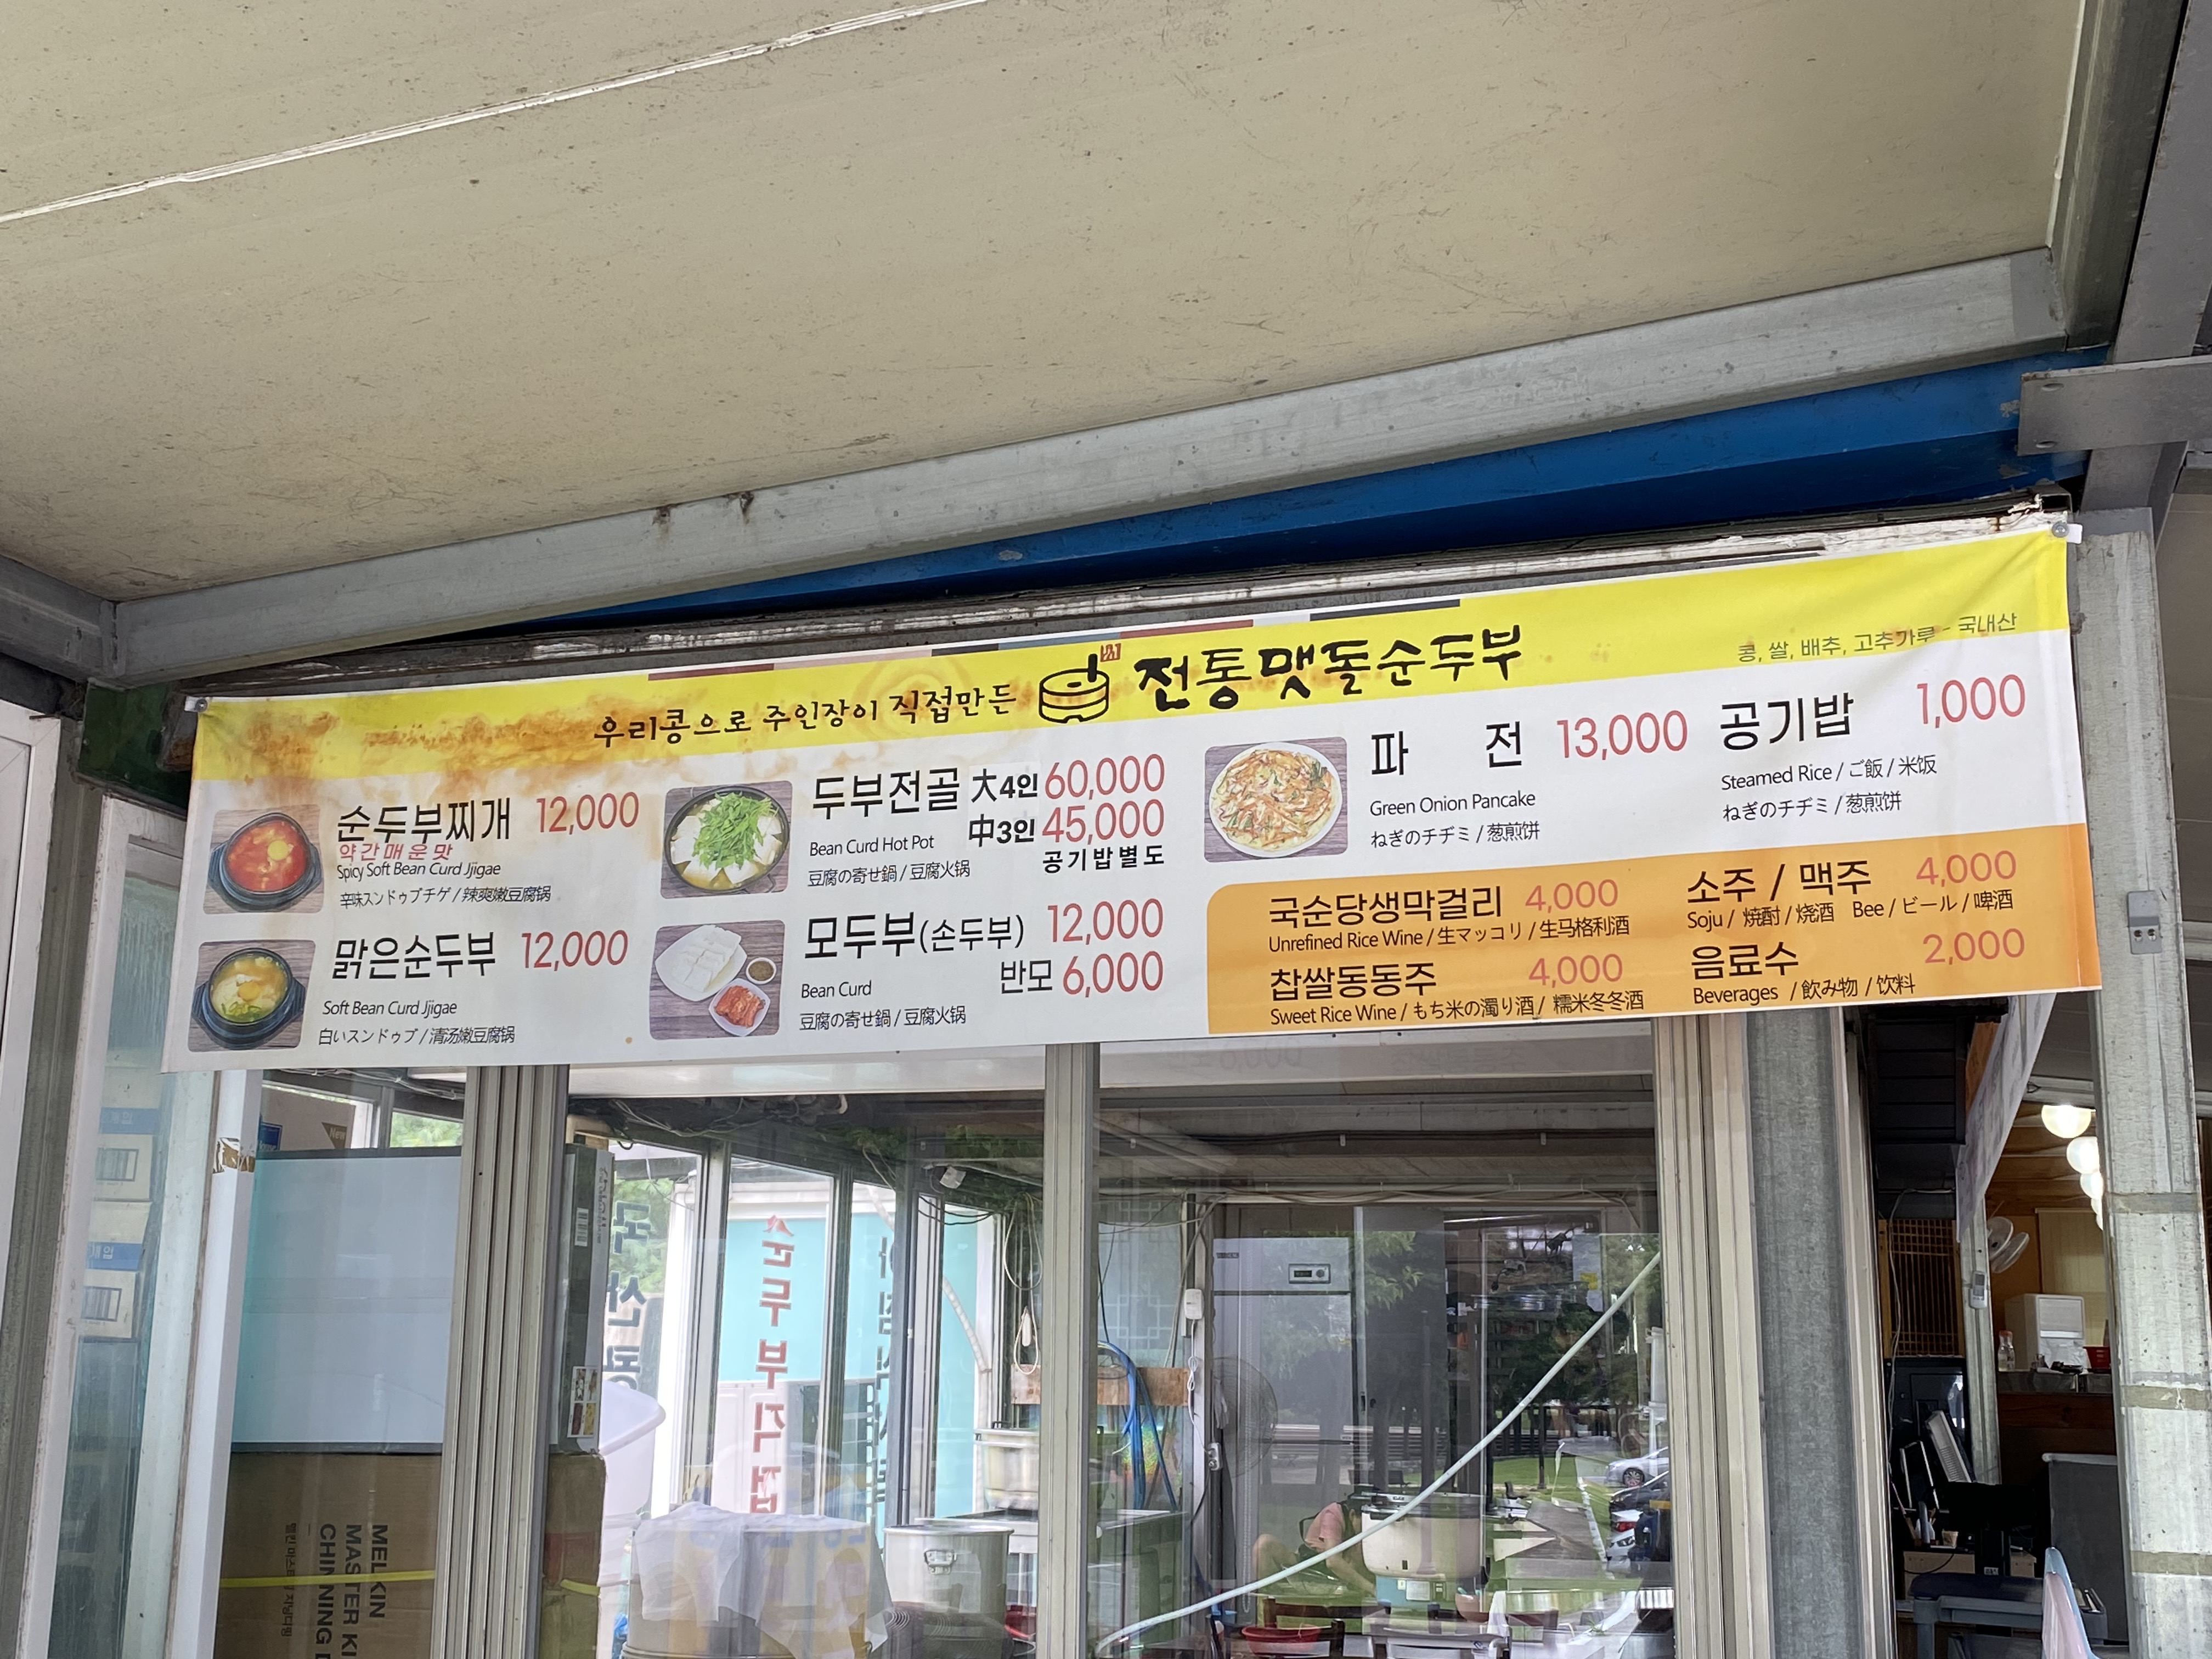 우리콩으로 주인장이 직접만든 전통맷돌순두부
콩, 쌀, 배추, 고추가루 - 국내산
순두부찌개 12,000
약간매운맛
Spicy Soft Bean Curd Jjigae
辛味スンドゥブチゲ / 辣爽嫩豆腐锅
맑은순두부 12,000
Soft Bean Curd Jjigae
白いスンドゥブ / 清汤嫩豆腐锅
두부전골 大4인 60,000
中3인 45,000
공기밥별도
Bean Curd Hot Pot
豆腐の寄せ鍋 / 豆腐火锅
모두부(손두부) 12,000
반모 6,000
Bean Curd
豆腐の寄せ鍋 / 豆腐火锅
파 전 13,000
Green Onion Pancake
ねぎのチヂミ / 葱煎饼
공기밥 1,000
Steamed Rice / ご飯 / 米饭
ねぎのチヂミ / 葱煎饼
국순당생막걸리 4,000
Unrefined Rice Wine / 生マッコリ / 生马格利酒
찹쌀동동주 4,000
Sweet Rice Wine / もち米の濁り酒 / 糯米冬冬酒
소주 / 맥주 4,000
Soju / 焼酎 / 烧酒 Bee / ビール / 啤酒
음료수 2,000
Beverages / 飲み物 / 饮料
순두부
MELKIN
MASTER
CHINNING